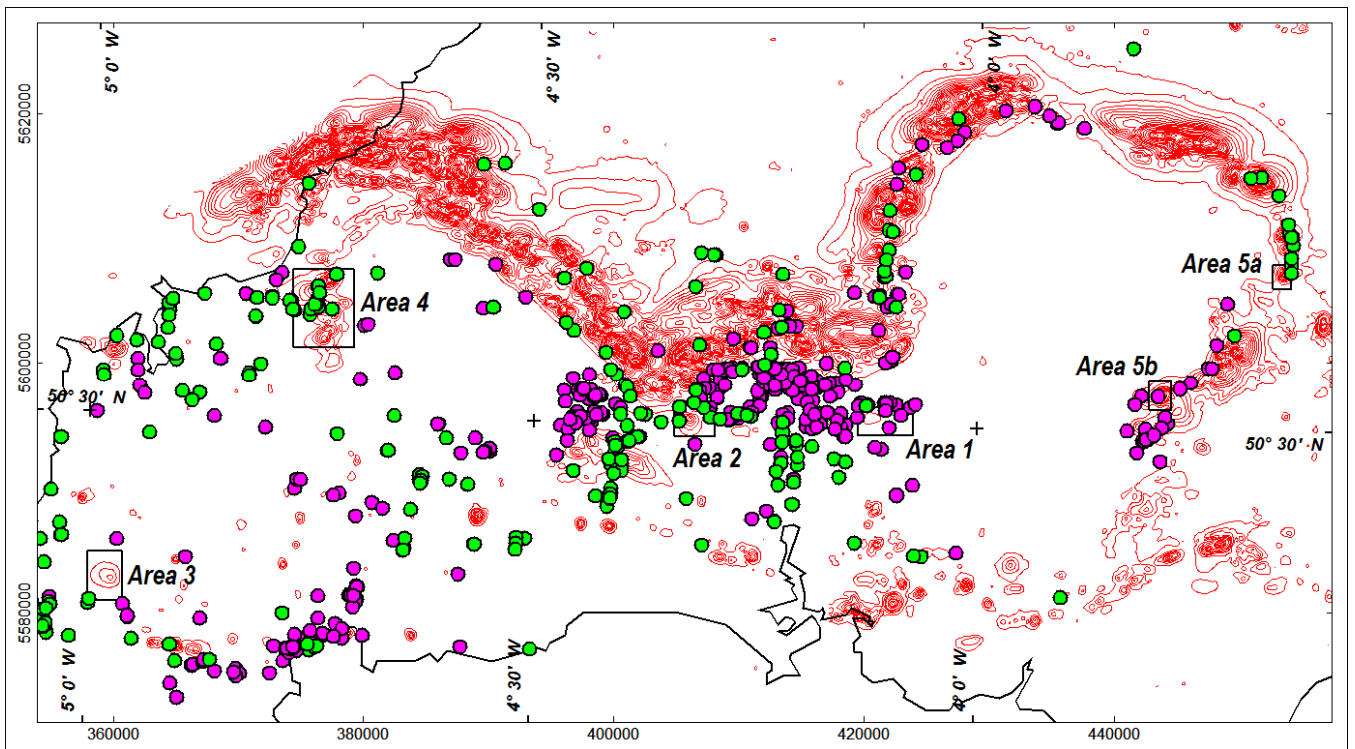 5° 0' W
4° 30' W
4° 0' W
5620000
Area 5a
Area 4
5600000
Area 5b
50° 30' N
50° 30' N
Area 2
Area 1
Area 3
5580000
5° 0' W
4° 30' W
4° 0' W
360000
380000
400000
420000
440000